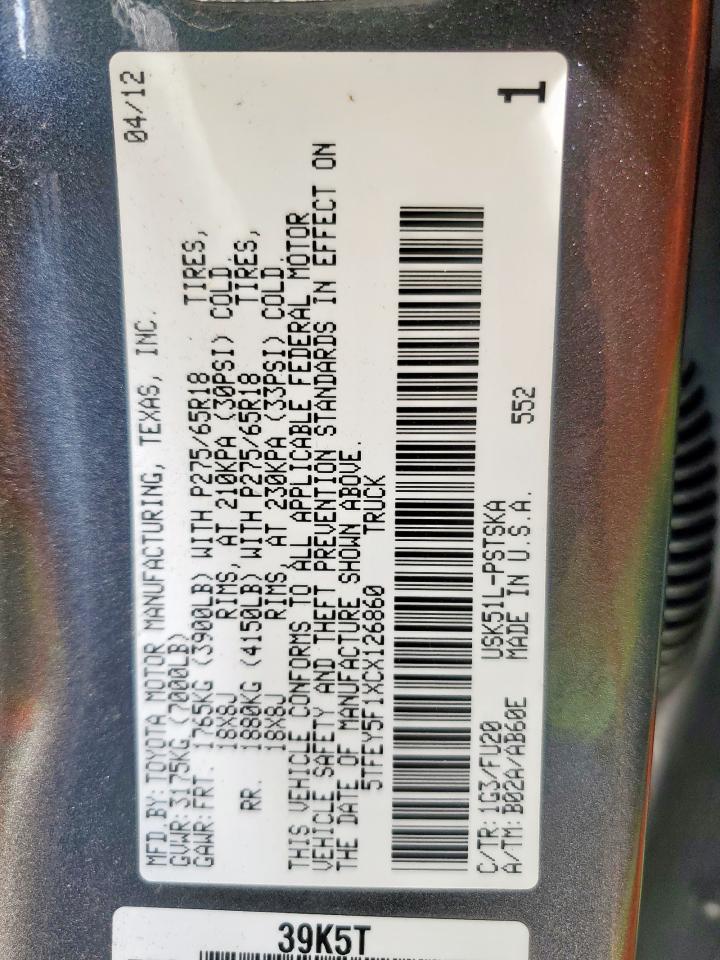 MFD BY: TOYOTA MOTOR MANUFACTURING, TEXAS, INC. 04/12
GVWR: 3175KG (7000LB)
GAWR: FRT. 1765KG (3900LB) WITH P275/65R18 TIRES,
18X8J RIMS, AT 210KPA (30PSI) COLD.
RR. 1880KG (4150LB) WITH P275/65R18 TIRES,
18X8J RIMS, AT 230KPA (33PSI) COLD.
THIS VEHICLE CONFORMS TO ALL APPLICABLE FEDERAL MOTOR
VEHICLE SAFETY AND THEFT PREVENTION STANDARDS IN EFFECT ON
THE DATE OF MANUFACTURE SHOWN ABOVE.
5TFEY5F1XCX126860 TRUCK
C/TR: 1G3/FU20 USK51L-PSTSKA 552
A/TM: B02A/AB60E MADE IN U.S.A.
1
39K5T